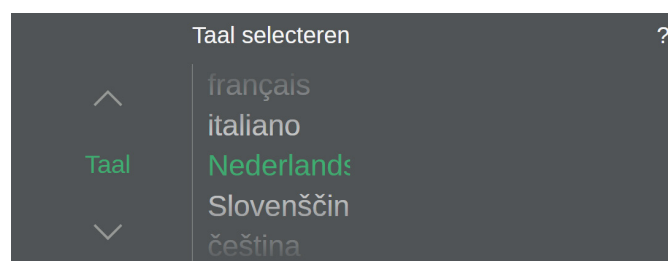 Taal selecteren ?
français
italiano
Taal Nederlands
Slovenščin
čeština